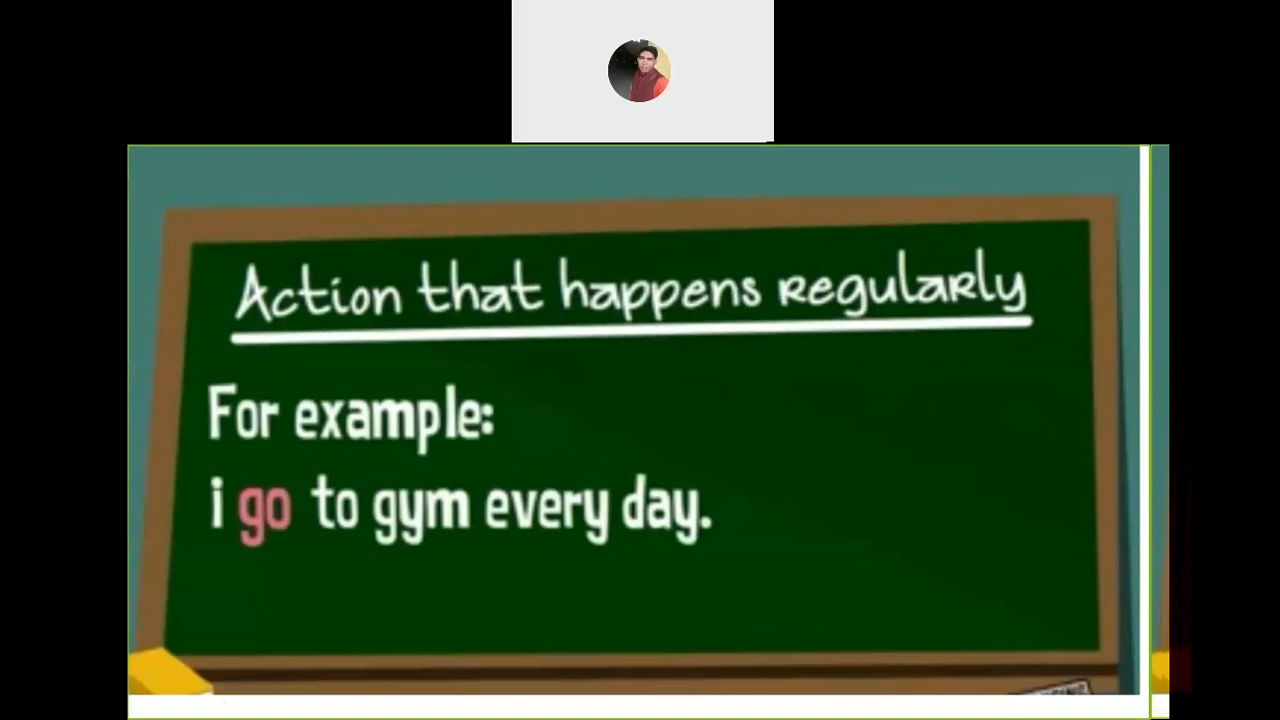 Action that happens regularly
For example:
i go to gym every day.